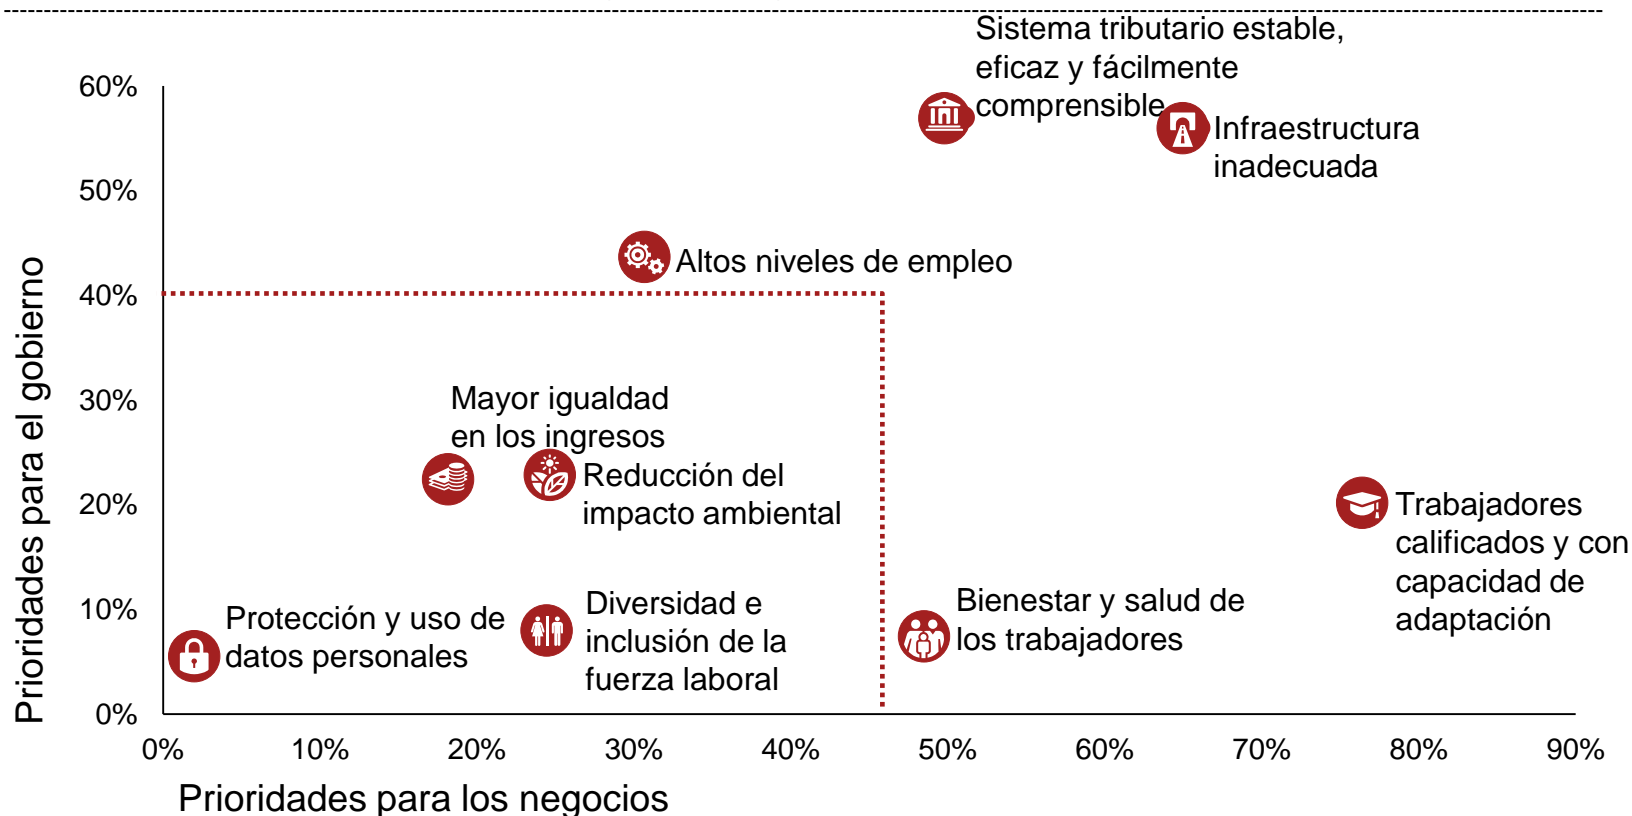 Sistema tributario estable,
eficaz y fácilmente
comprensible
Infraestructura
inadecuada
Altos niveles de empleo
Mayor igualdad
en los ingresos
Reducción del
impacto ambiental
Trabajadores
calificados y con
capacidad de
adaptación
Protección y uso de
datos personales
Diversidad e
inclusión de la
fuerza laboral
Bienestar y salud de
los trabajadores
Prioridades para el gobierno
60%
50%
40%
30%
20%
10%
0%
0% 10% 20% 30% 40% 50% 60% 70% 80% 90%
Prioridades para los negocios